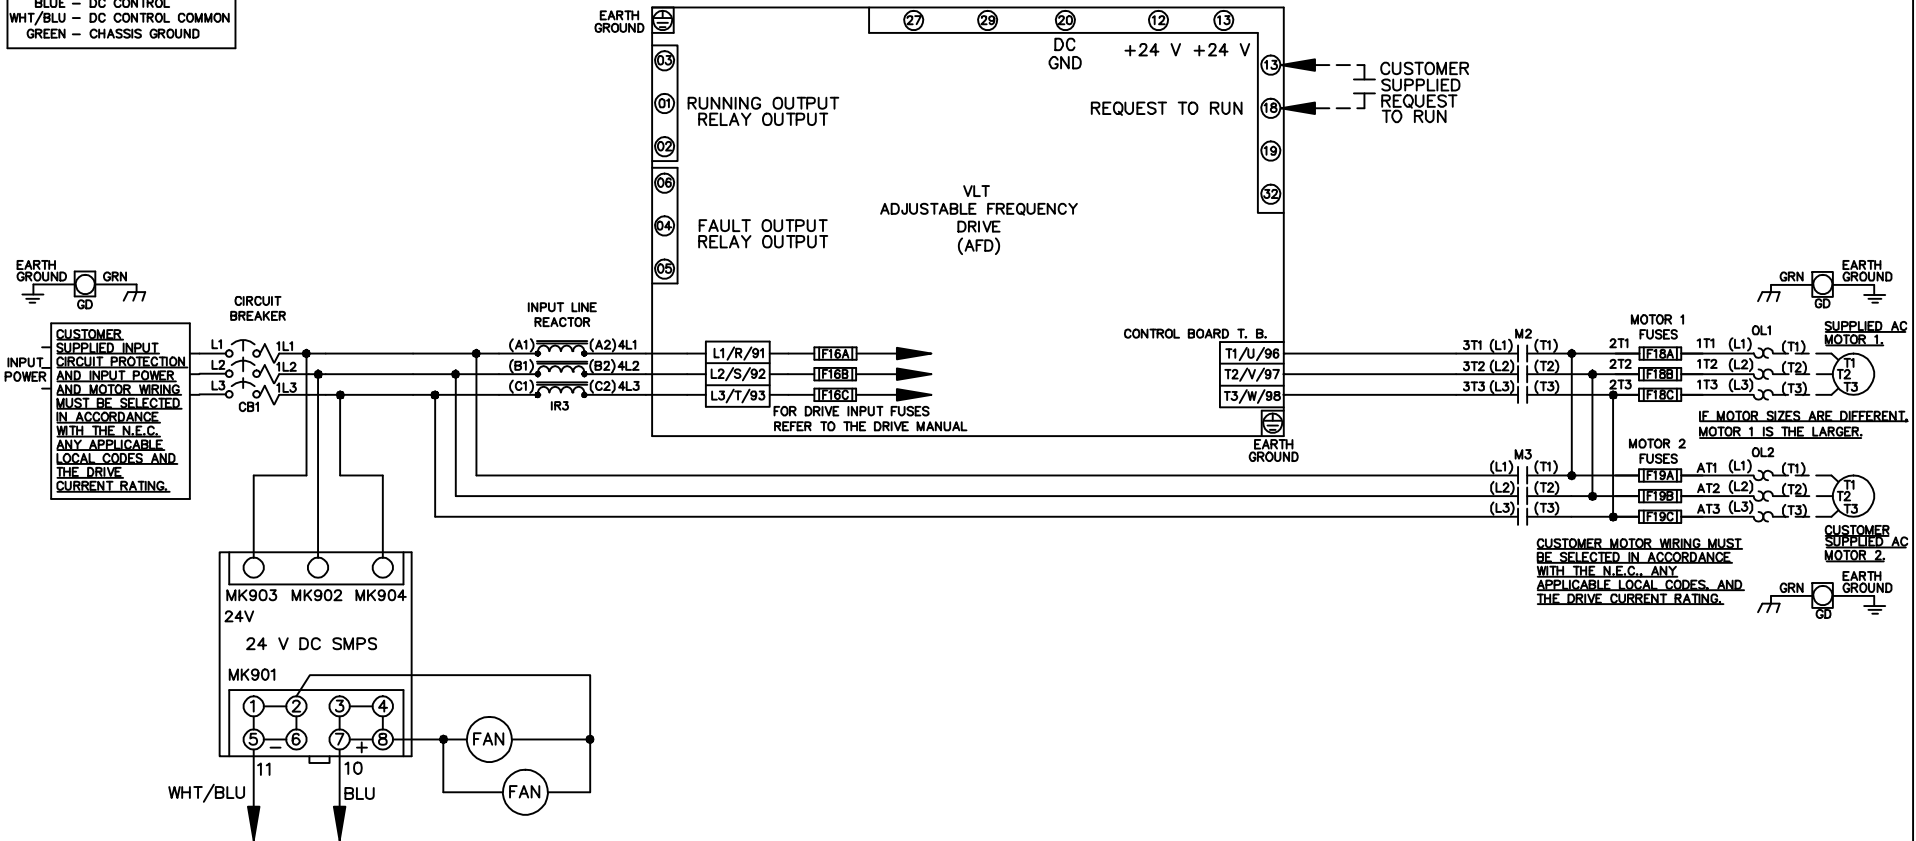 BLUE – DC CONTROL
WHT/BLU – DC CONTROL COMMON
GREEN – CHASSIS GROUND
EARTH
GROUND
27 29 20 12 13
DC
GND
+24 V +24 V
03
01
02
RUNNING OUTPUT
RELAY OUTPUT
06
04
05
FAULT OUTPUT
RELAY OUTPUT
13
18
19
32
REQUEST TO RUN
CUSTOMER
SUPPLIED
REQUEST
TO RUN
VLT
ADJUSTABLE FREQUENCY
DRIVE
(AFD)
EARTH
GROUND
GRN
GD
INPUT
POWER
CUSTOMER
SUPPLIED INPUT
CIRCUIT PROTECTION
AND INPUT POWER
AND MOTOR WIRING
MUST BE SELECTED
IN ACCORDANCE
WITH THE N.E.C.
ANY APPLICABLE
LOCAL CODES AND
THE DRIVE
CURRENT RATING.
CIRCUIT
BREAKER
L1 1L1
L2 1L2
L3 1L3
CB1
INPUT LINE
REACTOR
(A1) (A2) 4L1
(B1) (B2) 4L2
(C1) (C2) 4L3
IR3
L1/R/91 F16A
L2/S/92 F16B
L3/T/93 F16C
FOR DRIVE INPUT FUSES
REFER TO THE DRIVE MANUAL
CONTROL BOARD T. B.
T1/U/96
T2/V/97
T3/W/98
EARTH
GROUND
M2
3T1 (L1) (T1)
3T2 (L2) (T2)
3T3 (L3) (T3)
MOTOR 1
FUSES
2T1 F18A 1T1 (L1) (T1)
2T2 F18B 1T2 (L2) (T2)
2T3 F18C 1T3 (L3) (T3)
OL1
GRN
GD
EARTH
GROUND
SUPPLIED AC
MOTOR 1.
T1
T2
T3
IF MOTOR SIZES ARE DIFFERENT,
MOTOR 1 IS THE LARGER.
M3
(L1) (T1)
(L2) (T2)
(L3) (T3)
MOTOR 2
FUSES
F19A AT1 (L1) (T1)
F19B AT2 (L2) (T2)
F19C AT3 (L3) (T3)
OL2
T1
T2
T3
CUSTOMER
SUPPLIED AC
MOTOR 2.
CUSTOMER MOTOR WIRING MUST
BE SELECTED IN ACCORDANCE
WITH THE N.E.C., ANY
APPLICABLE LOCAL CODES, AND
THE DRIVE CURRENT RATING.
GRN
GD
EARTH
GROUND
MK903 MK902 MK904
24V
24 V DC SMPS
MK901
1 2 3 4
5 – 6 7 + 8
11 10
WHT/BLU BLU
FAN
FAN